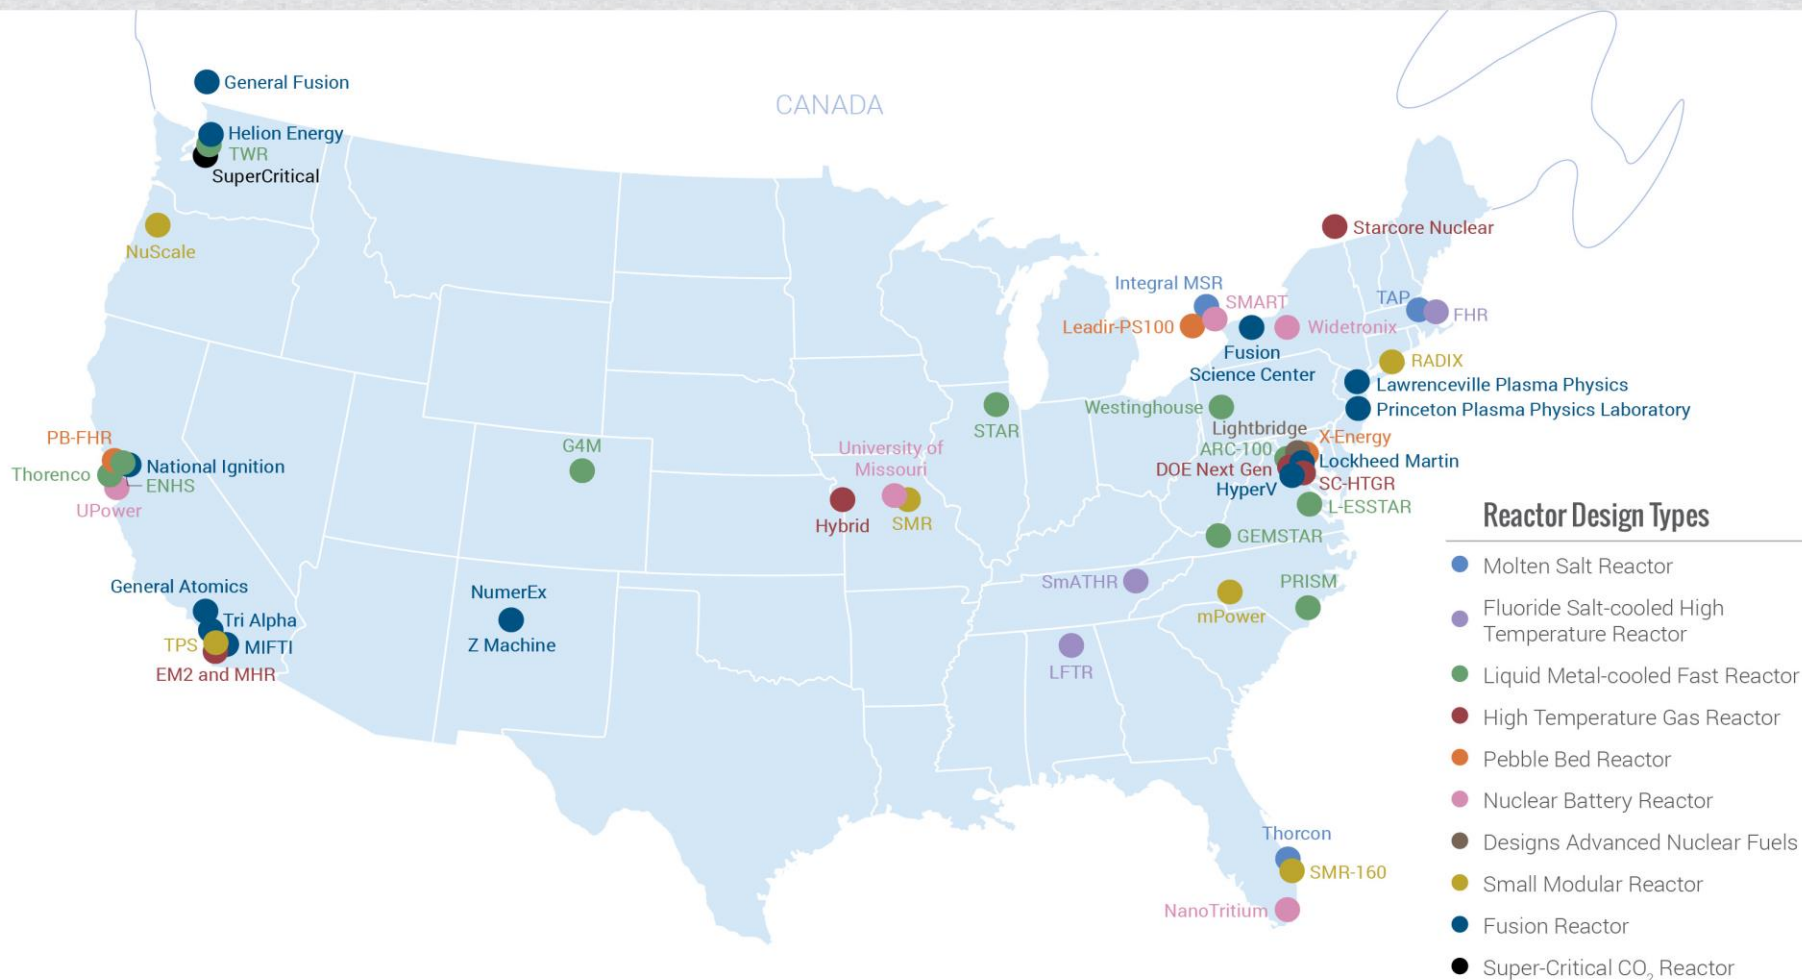 General Fusion
CANADA
Helion Energy
TWR
SuperCritical
NuScale
Starcore Nuclear
Integral MSR
SMART
TAP
FHR
Leadir-PS100
Widetronix
Fusion
Science Center
RADIX
Lawrenceville Plasma Physics
Princeton Plasma Physics Laboratory
Westinghouse
STAR
Lightbridge
X-Energy
ARC-100
Lockheed Martin
DOE Next Gen
SC-HTGR
HyperV
L-ESSTAR
PB-FHR
National Ignition
Thorenco
ENHS
UPower
G4M
University of
Missouri
Hybrid
SMR
GEMSTAR
SmATHR
PRISM
mPower
LFTR
General Atomics
Tri Alpha
TPS
MIFTI
EM2 and MHR
NumerEx
Z Machine
Thorcon
SMR-160
NanoTritium
Reactor Design Types
Molten Salt Reactor
Fluoride Salt-cooled High
Temperature Reactor
Liquid Metal-cooled Fast Reactor
High Temperature Gas Reactor
Pebble Bed Reactor
Nuclear Battery Reactor
Designs Advanced Nuclear Fuels
Small Modular Reactor
Fusion Reactor
Super-Critical CO₂ Reactor